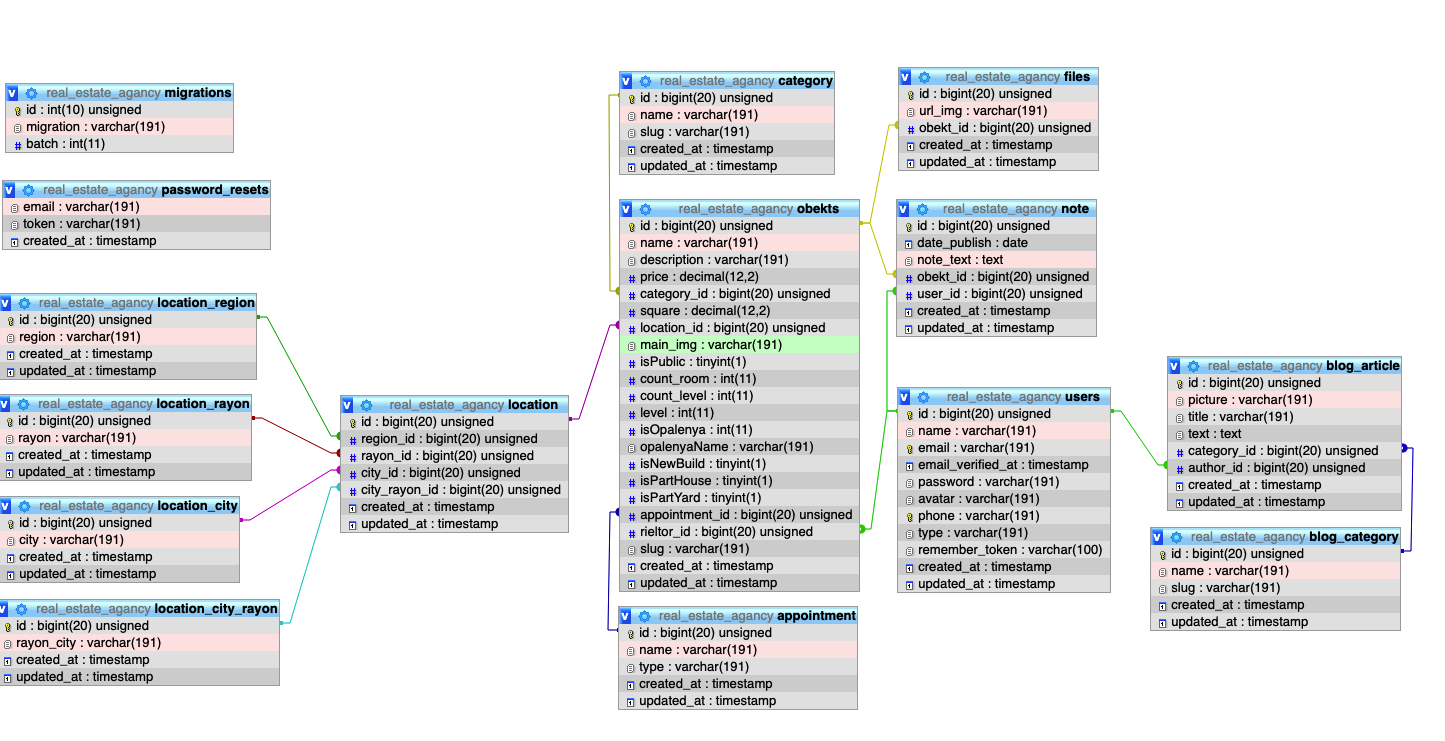 real_estate_agancy migrations
id : int(10) unsigned
migration : varchar(191)
batch : int(11)
real_estate_agancy password_resets
email : varchar(191)
token : varchar(191)
created_at : timestamp
real_estate_agancy location_region
id : bigint(20) unsigned
region : varchar(191)
created_at : timestamp
updated_at : timestamp
real_estate_agancy location_rayon
id : bigint(20) unsigned
rayon : varchar(191)
created_at : timestamp
updated_at : timestamp
real_estate_agancy location_city
id : bigint(20) unsigned
city : varchar(191)
created_at : timestamp
updated_at : timestamp
real_estate_agancy location_city_rayon
id : bigint(20) unsigned
rayon_city : varchar(191)
created_at : timestamp
updated_at : timestamp
real_estate_agancy location
id : bigint(20) unsigned
region_id : bigint(20) unsigned
rayon_id : bigint(20) unsigned
city_id : bigint(20) unsigned
city_rayon_id : bigint(20) unsigned
created_at : timestamp
updated_at : timestamp
real_estate_agancy category
id : bigint(20) unsigned
name : varchar(191)
slug : varchar(191)
created_at : timestamp
updated_at : timestamp
real_estate_agancy obekts
id : bigint(20) unsigned
name : varchar(191)
description : varchar(191)
price : decimal(12,2)
category_id : bigint(20) unsigned
square : decimal(12,2)
location_id : bigint(20) unsigned
main_img : varchar(191)
isPublic : tinyint(1)
count_room : int(11)
count_level : int(11)
level : int(11)
isOpalenya : int(11)
opalenyaName : varchar(191)
isNewBuild : tinyint(1)
isPartHouse : tinyint(1)
isPartYard : tinyint(1)
appointment_id : bigint(20) unsigned
rieltor_id : bigint(20) unsigned
slug : varchar(191)
created_at : timestamp
updated_at : timestamp
real_estate_agancy appointment
id : bigint(20) unsigned
name : varchar(191)
type : varchar(191)
created_at : timestamp
updated_at : timestamp
real_estate_agancy files
id : bigint(20) unsigned
url_img : varchar(191)
obekt_id : bigint(20) unsigned
created_at : timestamp
updated_at : timestamp
real_estate_agancy note
id : bigint(20) unsigned
date_publish : date
note_text : text
obekt_id : bigint(20) unsigned
user_id : bigint(20) unsigned
created_at : timestamp
updated_at : timestamp
real_estate_agancy users
id : bigint(20) unsigned
name : varchar(191)
email : varchar(191)
email_verified_at : timestamp
password : varchar(191)
avatar : varchar(191)
phone : varchar(191)
type : varchar(191)
remember_token : varchar(100)
created_at : timestamp
updated_at : timestamp
real_estate_agancy blog_article
id : bigint(20) unsigned
picture : varchar(191)
title : varchar(191)
text : text
category_id : bigint(20) unsigned
author_id : bigint(20) unsigned
created_at : timestamp
updated_at : timestamp
real_estate_agancy blog_category
id : bigint(20) unsigned
name : varchar(191)
slug : varchar(191)
created_at : timestamp
updated_at : timestamp